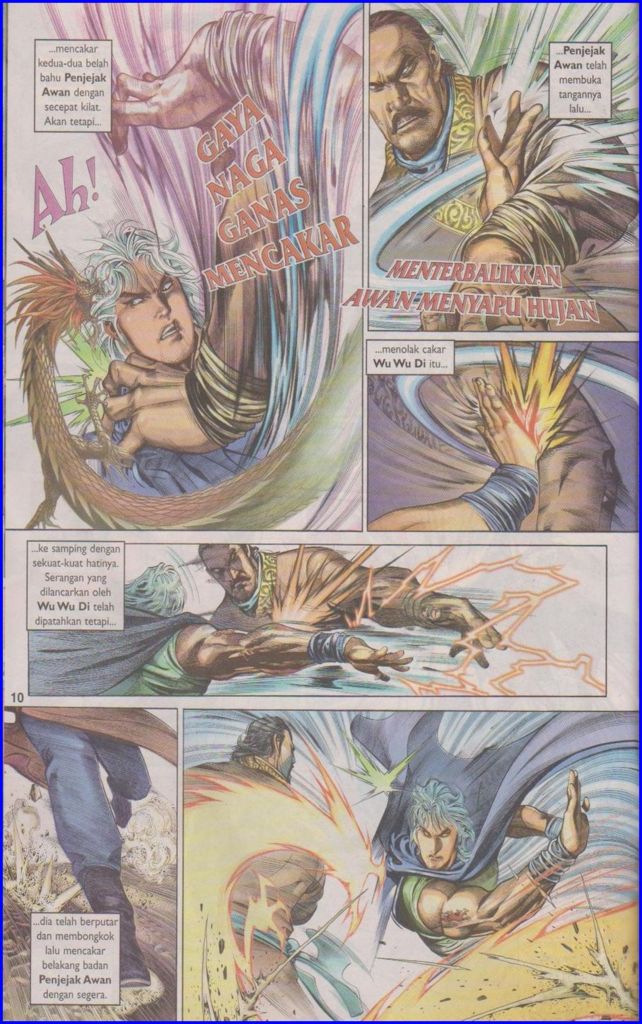 ...mencakar
kedua-dua belah
bahu Penjejak
Awan dengan
secepat kilat.
Akan tetapi...
Ah!
GAYA
NAGA
GANAS
MENCAKAR
...Penjejak
Awan telah
membuka
tangannya
lalu...
MENTERBALIKKAN
AWAN MENYAPU HUJAN
...menolak cakar
Wu Wu Di itu...
...ke samping dengan
sekuat-kuat hatinya.
Serangan yang
dilancarkan oleh
Wu Wu Di telah
dipatahkan tetapi...
10
...dia telah berputar
dan membongkok
lalu mencakar
belakang badan
Penjejak Awan
dengan segera.